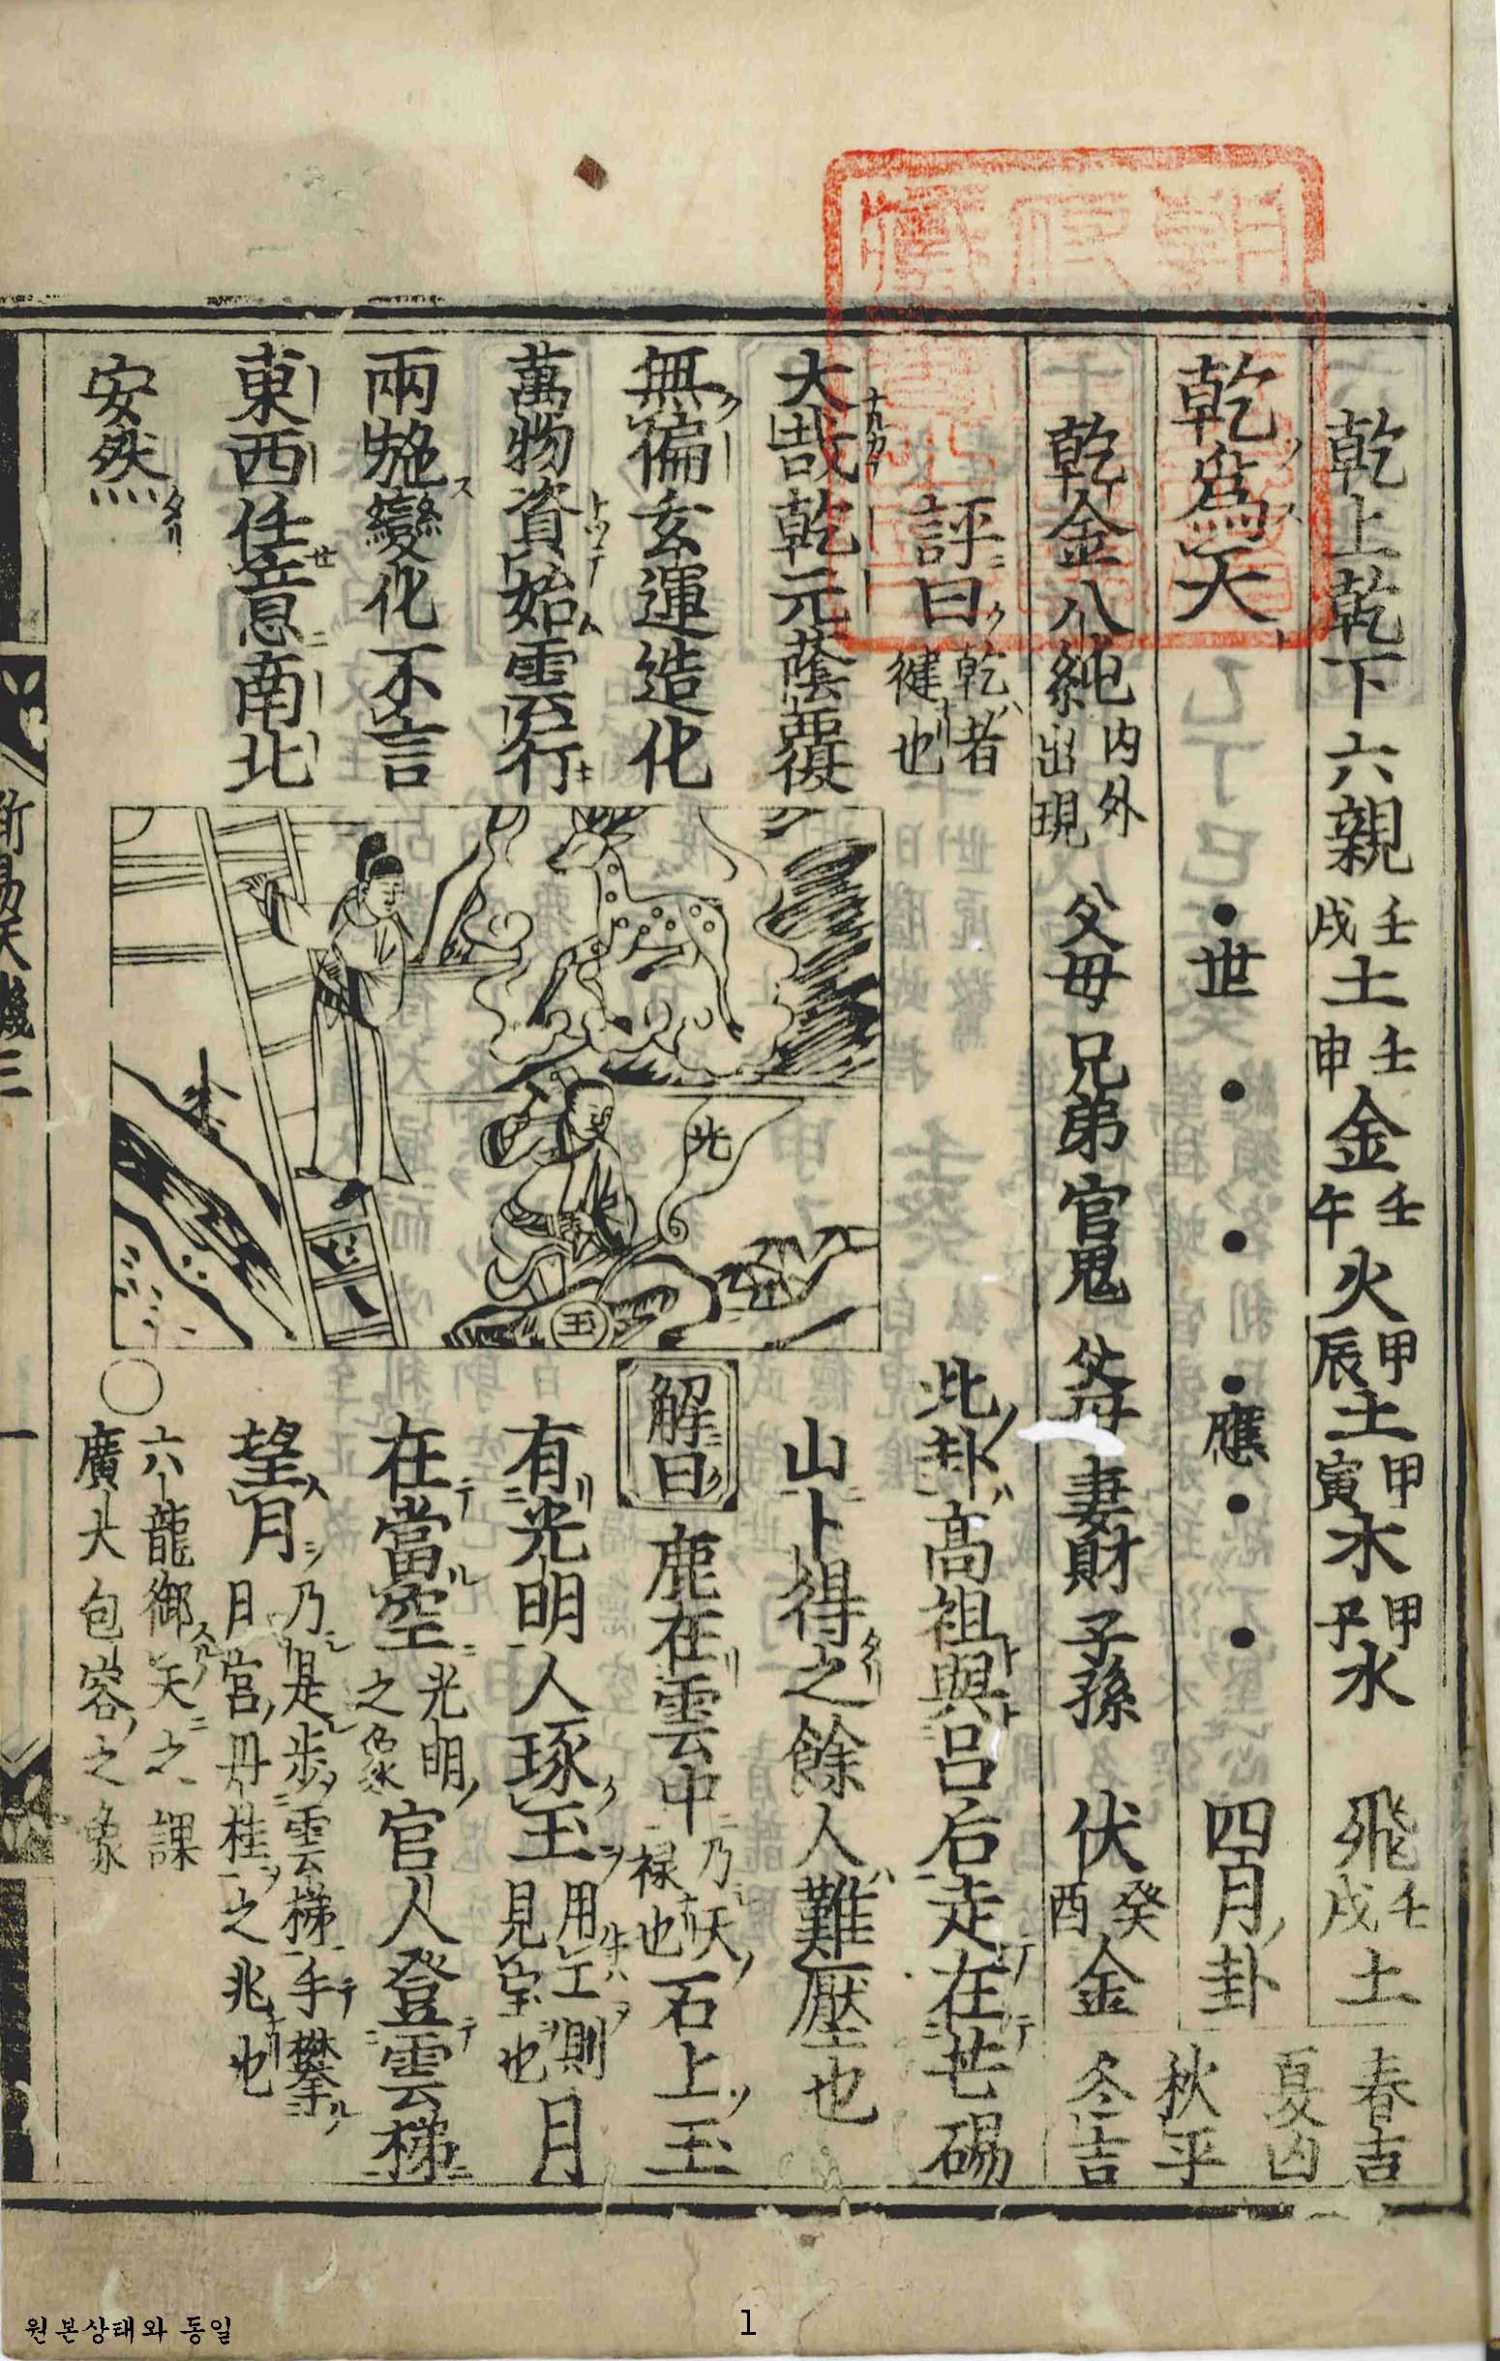 乾上乾下六親 壬戌土 壬申金 壬午火 甲辰土 甲寅木 甲子水 飛 壬戌土 春吉
夏凶
乾爲天 ●世 ● ● ●應 ● ● 四月卦 秋平
乾金八純 內外出現 父母 兄弟 官鬼 父母 妻財 子孫 伏 癸酉金 冬吉
評曰 乾者健也
此卦高祖與呂后走在芒碭
大哉乾元蔭覆
山卜得之餘人難壓也
無偏玄運造化
解曰 鹿在雲中 乃天祿也 石上玉
萬物資始雲行
有光明人琢玉 用工則見宝也 月
兩施變化不言
在當空 光明之象 官人登雲梯
東西任意南北
望月 乃是步雲梯手攀日宮丹桂之兆也
安然
○六龍御天之課
廣大包容之象
光
玉
新易天機三
一
원본상태와 동일
1